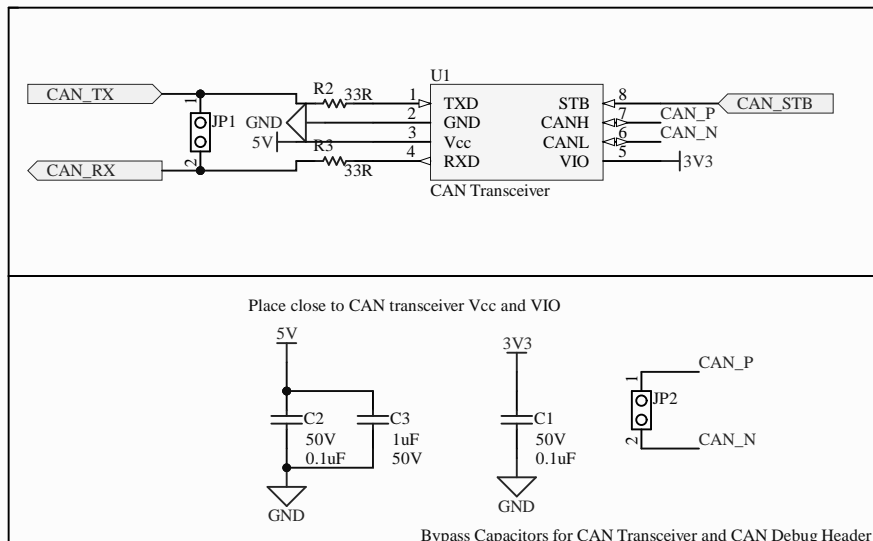 U1
CAN_TX
R2
33R
1
TXD
STB
8
CAN_STB
1
JP1
GND
2
GND
CANH
7
CAN_P
5V
3
Vcc
CANL
6
CAN_N
2
R3
33R
4
RXD
VIO
5
3V3
CAN_RX
CAN Transceiver
Place close to CAN transceiver Vcc and VIO
5V
3V3
CAN_P
1
C2
50V
0.1uF
C3
1uF
50V
C1
50V
0.1uF
JP2
2
CAN_N
GND
GND
Bypass Capacitors for CAN Transceiver and CAN Debug Header